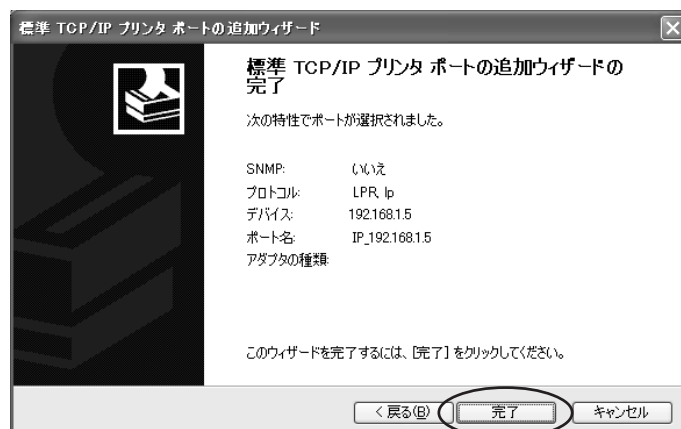 標準 TCP/IP プリンタ ポートの追加ウィザード
標準 TCP/IP プリンタ ポートの追加ウィザードの
完了
次の特性でポートが選択されました。
SNMP: いいえ
プロトコル: LPR, lp
デバイス: 192.168.1.5
ポート名: IP_192.168.1.5
アダプタの種類:
このウィザードを完了するには、[完了] をクリックしてください。
< 戻る(B) 完了 キャンセル